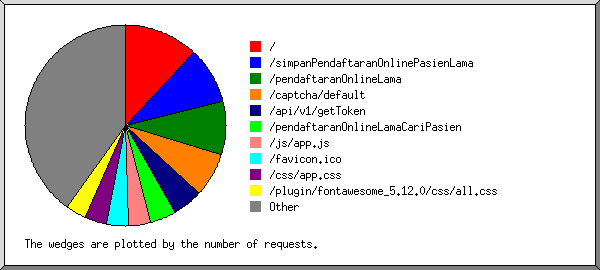 /
/simpanPendaftaranOnlinePasienLama
/pendaftaranOnlineLama
/captcha/default
/api/v1/getToken
/pendaftaranOnlineLamaCariPasien
/js/app.js
/favicon.ico
/css/app.css
/plugin/fontawesome_5.12.0/css/all.css
Other
The wedges are plotted by the number of requests.